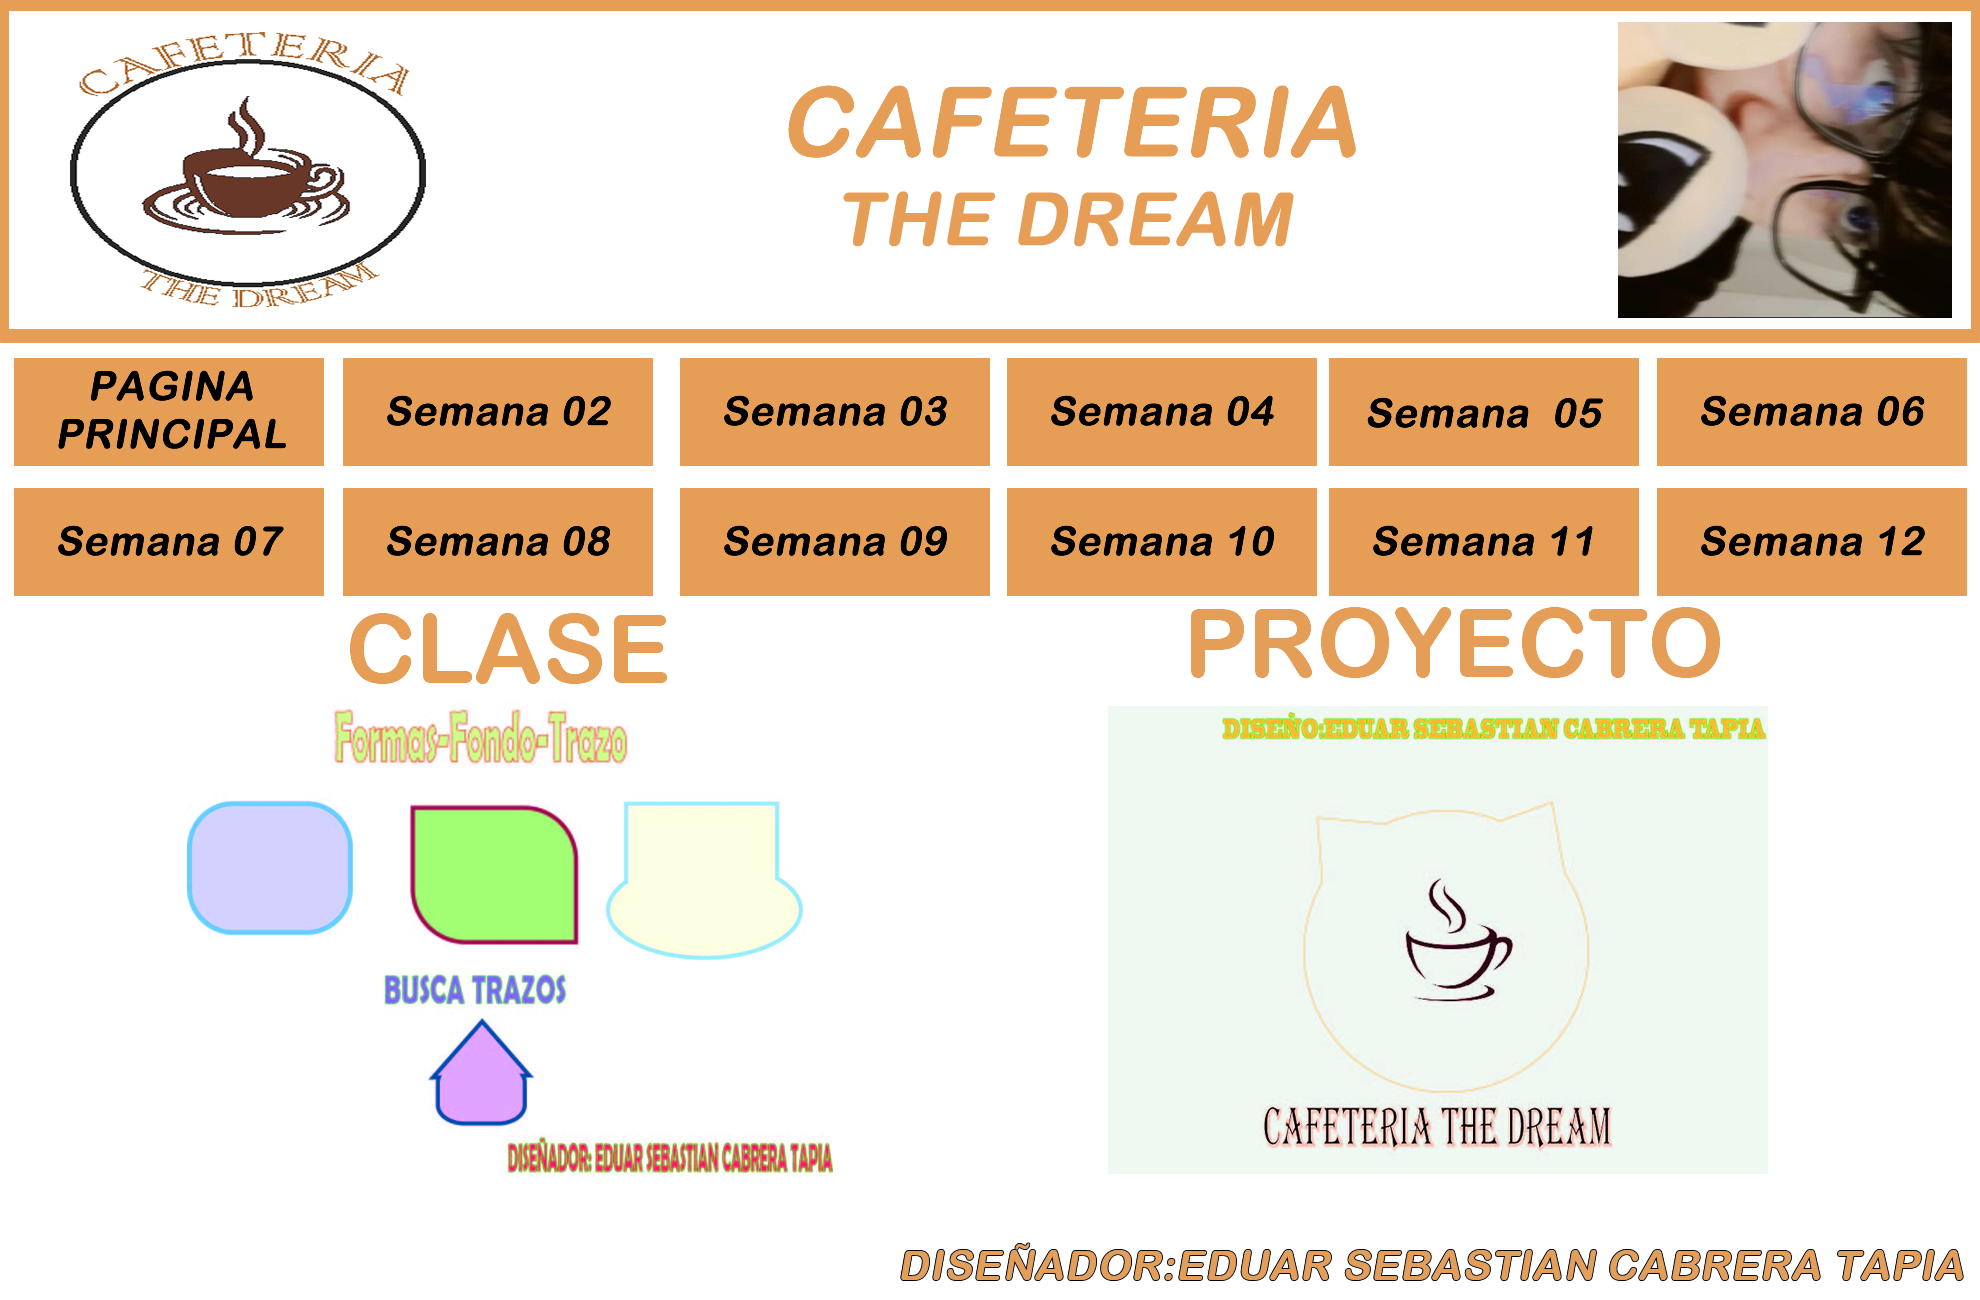 CAFETERIA
THE DREAM
CAFETERIA
THE DREAM
PAGINA
PRINCIPAL
Semana 02
Semana 03
Semana 04
Semana  05
Semana 06
Semana 07
Semana 08
Semana 09
Semana 10
Semana 11
Semana 12
CLASE
Formas-Fondo-Trazo
BUSCA TRAZOS
DISEÑADOR: EDUAR SEBASTIAN CABRERA TAPIA
PROYECTO
DISEÑO:EDUAR SEBASTIAN CABRERA TAPIA
CAFETERIA THE DREAM
DISEÑADOR:EDUAR SEBASTIAN CABRERA TAPIA